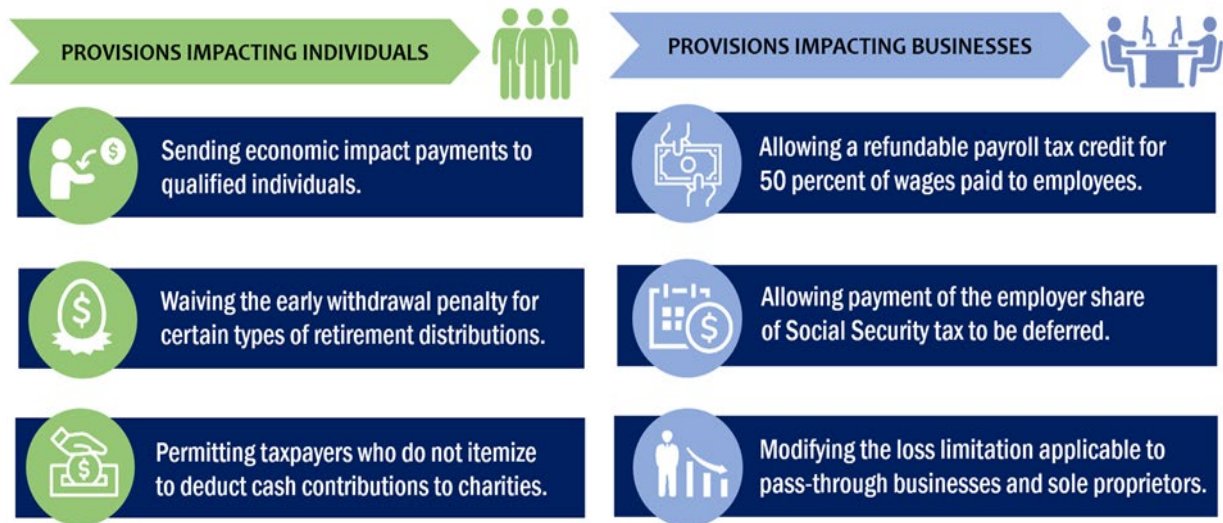 PROVISIONS IMPACTING INDIVIDUALS
Sending economic impact payments to
qualified individuals.
Waiving the early withdrawal penalty for
certain types of retirement distributions.
Permitting taxpayers who do not itemize
to deduct cash contributions to charities.
PROVISIONS IMPACTING BUSINESSES
Allowing a refundable payroll tax credit for
50 percent of wages paid to employees.
Allowing payment of the employer share
of Social Security tax to be deferred.
Modifying the loss limitation applicable to
pass-through businesses and sole proprietors.